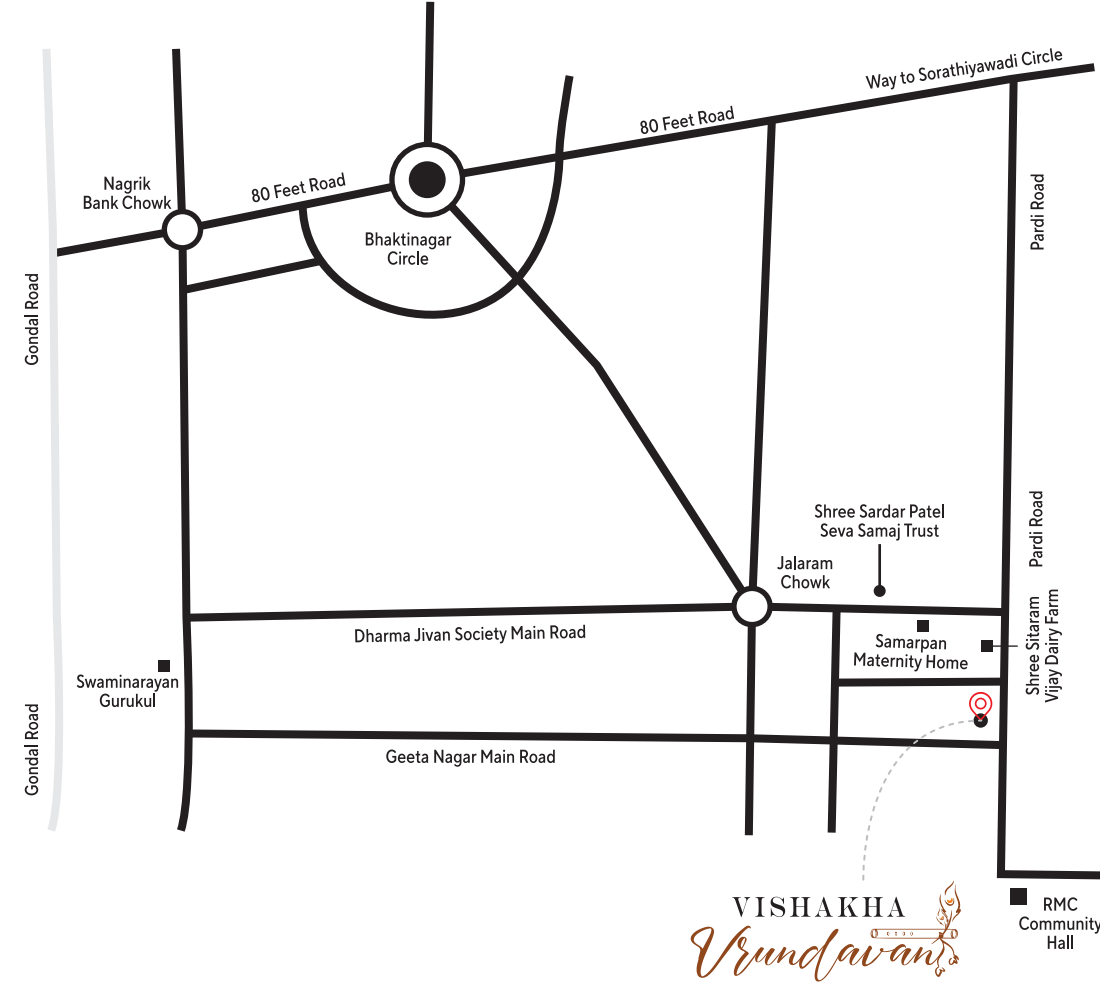 Way to Sorathiyawadi Circle
80 Feet Road
80 Feet Road
Nagrik
Bank Chowk
Pardi Road
Bhaktinagar
Circle
Gondal Road
Pardi Road
Shree Sardar Patel
Seva Samaj Trust
Jalaram
Chowk
Dharma Jivan Society Main Road
Samarpan
Maternity Home
Shree Sitaram
Vijay Dairy Farm
Swaminarayan
Gurukul
Gondal Road
Geeta Nagar Main Road
VISHAKHA
Vrundavan
RMC
Community
Hall